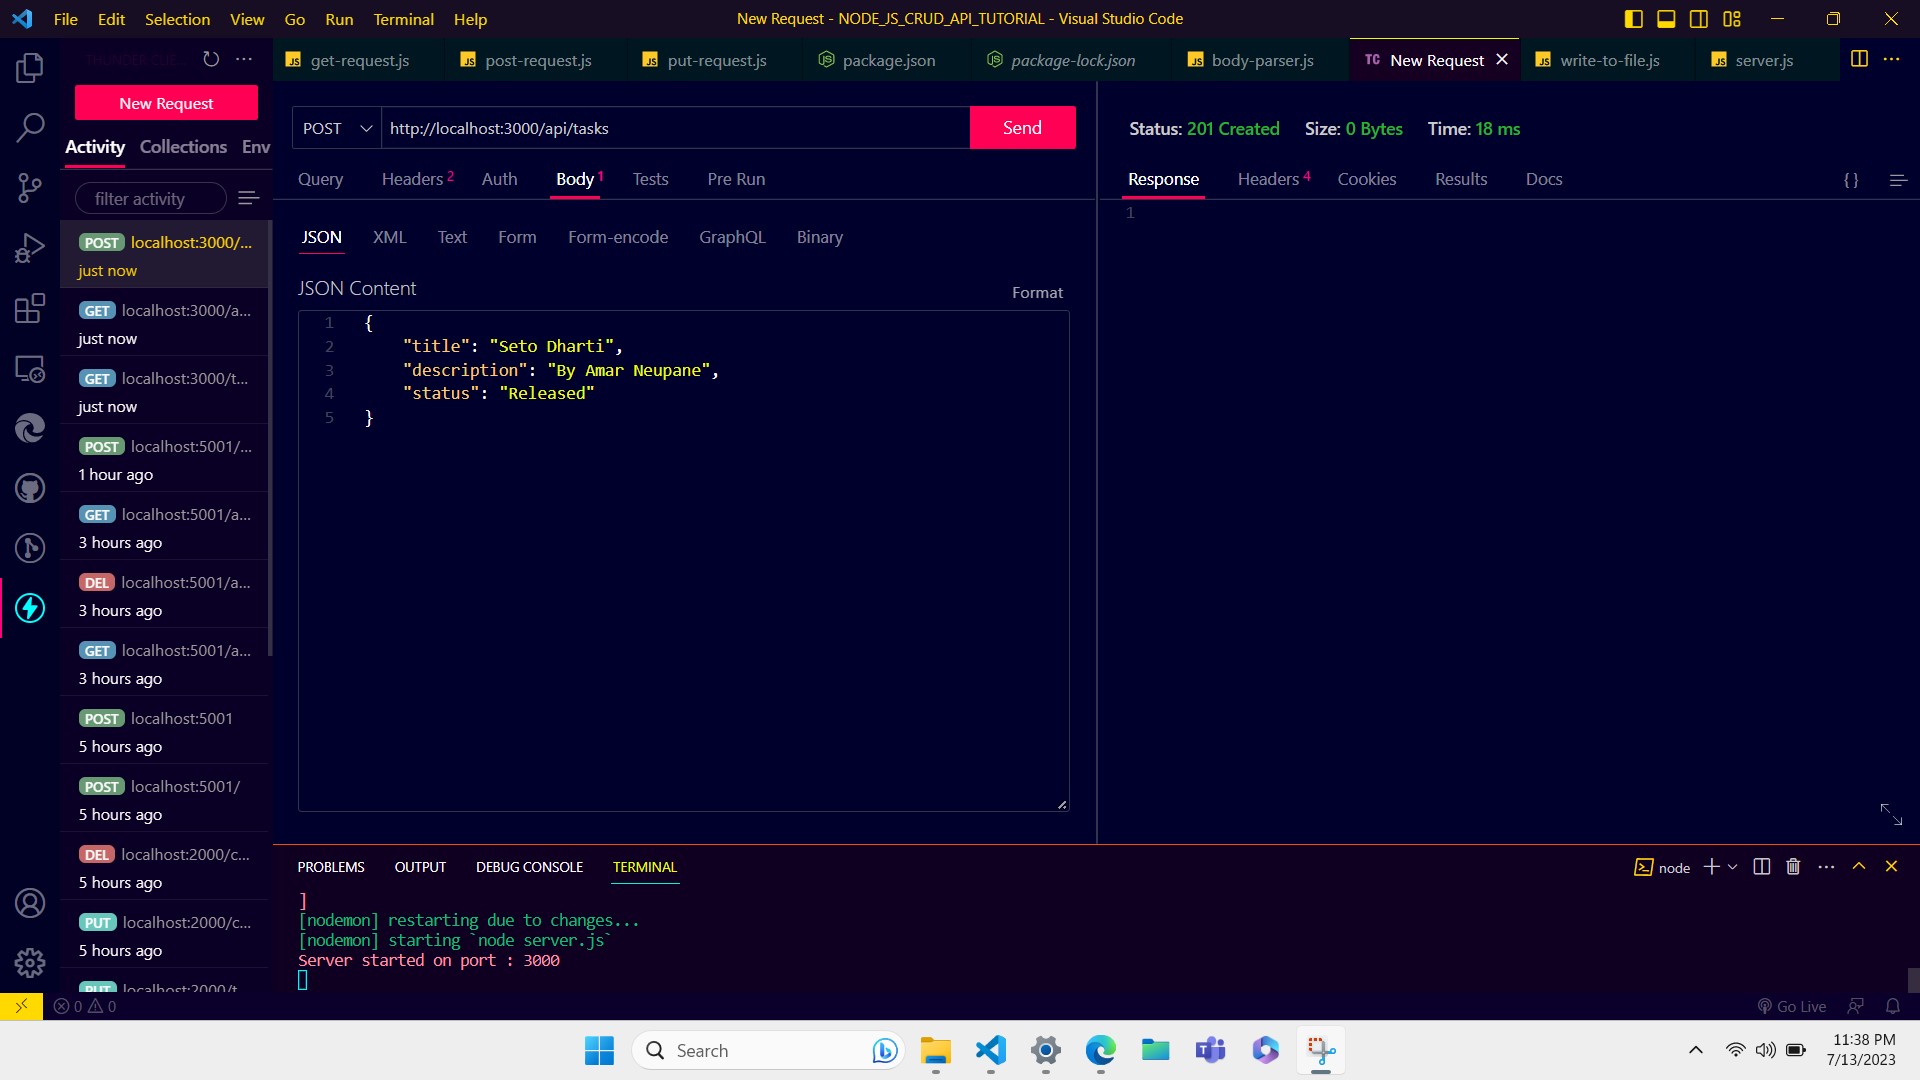 File Edit Selection View Go Run Terminal Help
New Request - NODE_JS_CRUD_API_TUTORIAL - Visual Studio Code
THUNDER CLIE...
New Request
Activity Collections Env
filter activity
POST localhost:3000/...
just now
GET localhost:3000/a...
just now
GET localhost:3000/t...
just now
POST localhost:5001/...
1 hour ago
GET localhost:5001/a...
3 hours ago
DEL localhost:5001/a...
3 hours ago
GET localhost:5001/a...
3 hours ago
POST localhost:5001
5 hours ago
POST localhost:5001/
5 hours ago
DEL localhost:2000/c...
5 hours ago
PUT localhost:2000/c...
5 hours ago
PUT localhost:2000/t...
JS get-request.js JS post-request.js JS put-request.js package.json package-lock.json JS body-parser.js TC New Request JS write-to-file.js JS server.js
POST http://localhost:3000/api/tasks Send
Query Headers 2 Auth Body 1 Tests Pre Run
JSON XML Text Form Form-encode GraphQL Binary
JSON Content
Format
1 {
2 "title": "Seto Dharti",
3 "description": "By Amar Neupane",
4 "status": "Released"
5 }
Status: 201 Created Size: 0 Bytes Time: 18 ms
Response Headers 4 Cookies Results Docs {}
1
PROBLEMS OUTPUT DEBUG CONSOLE TERMINAL
node
]
[nodemon] restarting due to changes...
[nodemon] starting `node server.js`
Server started on port : 3000
0 0
Go Live
Search
11:38 PM
7/13/2023